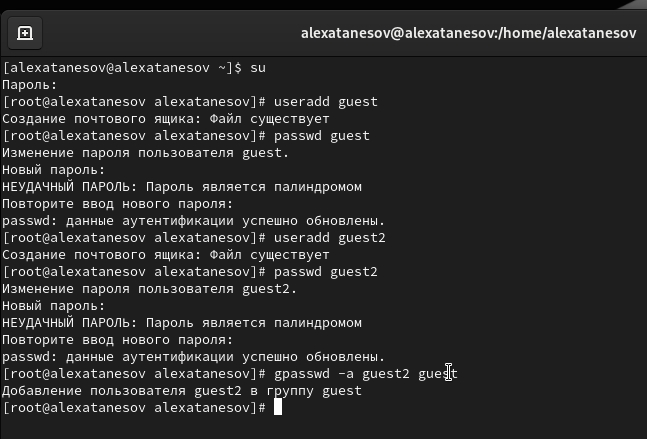 alexatanesov@alexatanesov:/home/alexatanesov
[alexatanesov@alexatanesov ~]$ su
Пароль:
[root@alexatanesov alexatanesov]# useradd guest
Создание почтового ящика: Файл существует
[root@alexatanesov alexatanesov]# passwd guest
Изменение пароля пользователя guest.
Новый пароль:
НЕУДАЧНЫЙ ПАРОЛЬ: Пароль является палиндромом
Повторите ввод нового пароля:
passwd: данные аутентификации успешно обновлены.
[root@alexatanesov alexatanesov]# useradd guest2
Создание почтового ящика: Файл существует
[root@alexatanesov alexatanesov]# passwd guest2
Изменение пароля пользователя guest2.
Новый пароль:
НЕУДАЧНЫЙ ПАРОЛЬ: Пароль является палиндромом
Повторите ввод нового пароля:
passwd: данные аутентификации успешно обновлены.
[root@alexatanesov alexatanesov]# gpasswd -a guest2 guest
Добавление пользователя guest2 в группу guest
[root@alexatanesov alexatanesov]#